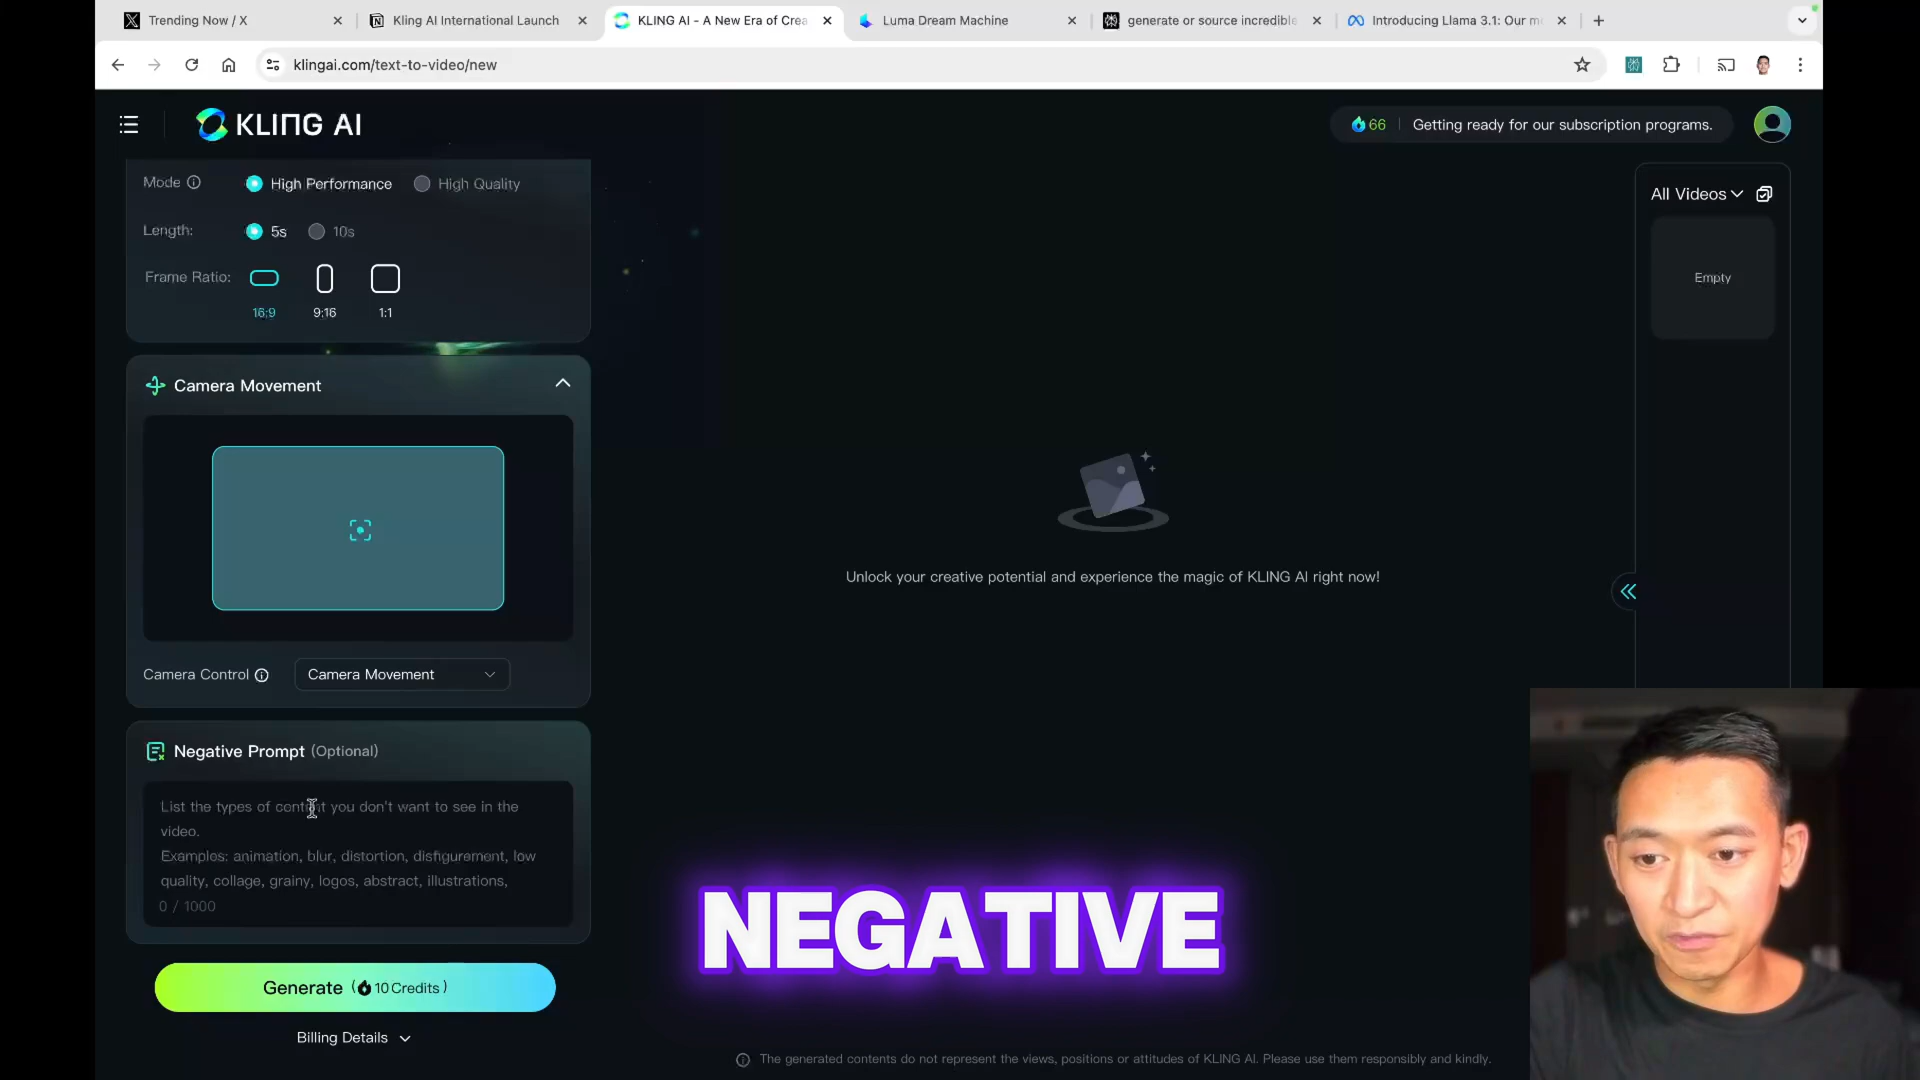 Trending Now / X
Kling AI International Launch
KLING AI - A New Era of Crea
Luma Dream Machine
generate or source incredible
Introducing Llama 3.1: Our m
klingai.com/text-to-video/new
KLING AI
66
Getting ready for our subscription programs.
Mode
High Performance
High Quality
Length:
5s
10s
Frame Ratio:
16:9
9:16
1:1
All Videos
Empty
Camera Movement
Unlock your creative potential and experience the magic of KLING AI right now!
Camera Control
Camera Movement
Negative Prompt (Optional)
List the types of content you don't want to see in the
video.
Examples: animation, blur, distortion, disfigurement, low
quality, collage, grainy, logos, abstract, illustrations,
0 / 1000
NEGATIVE
Generate (10 Credits)
Billing Details
The generated contents do not represent the views, positions or attitudes of KLING AI. Please use them responsibly and kindly.